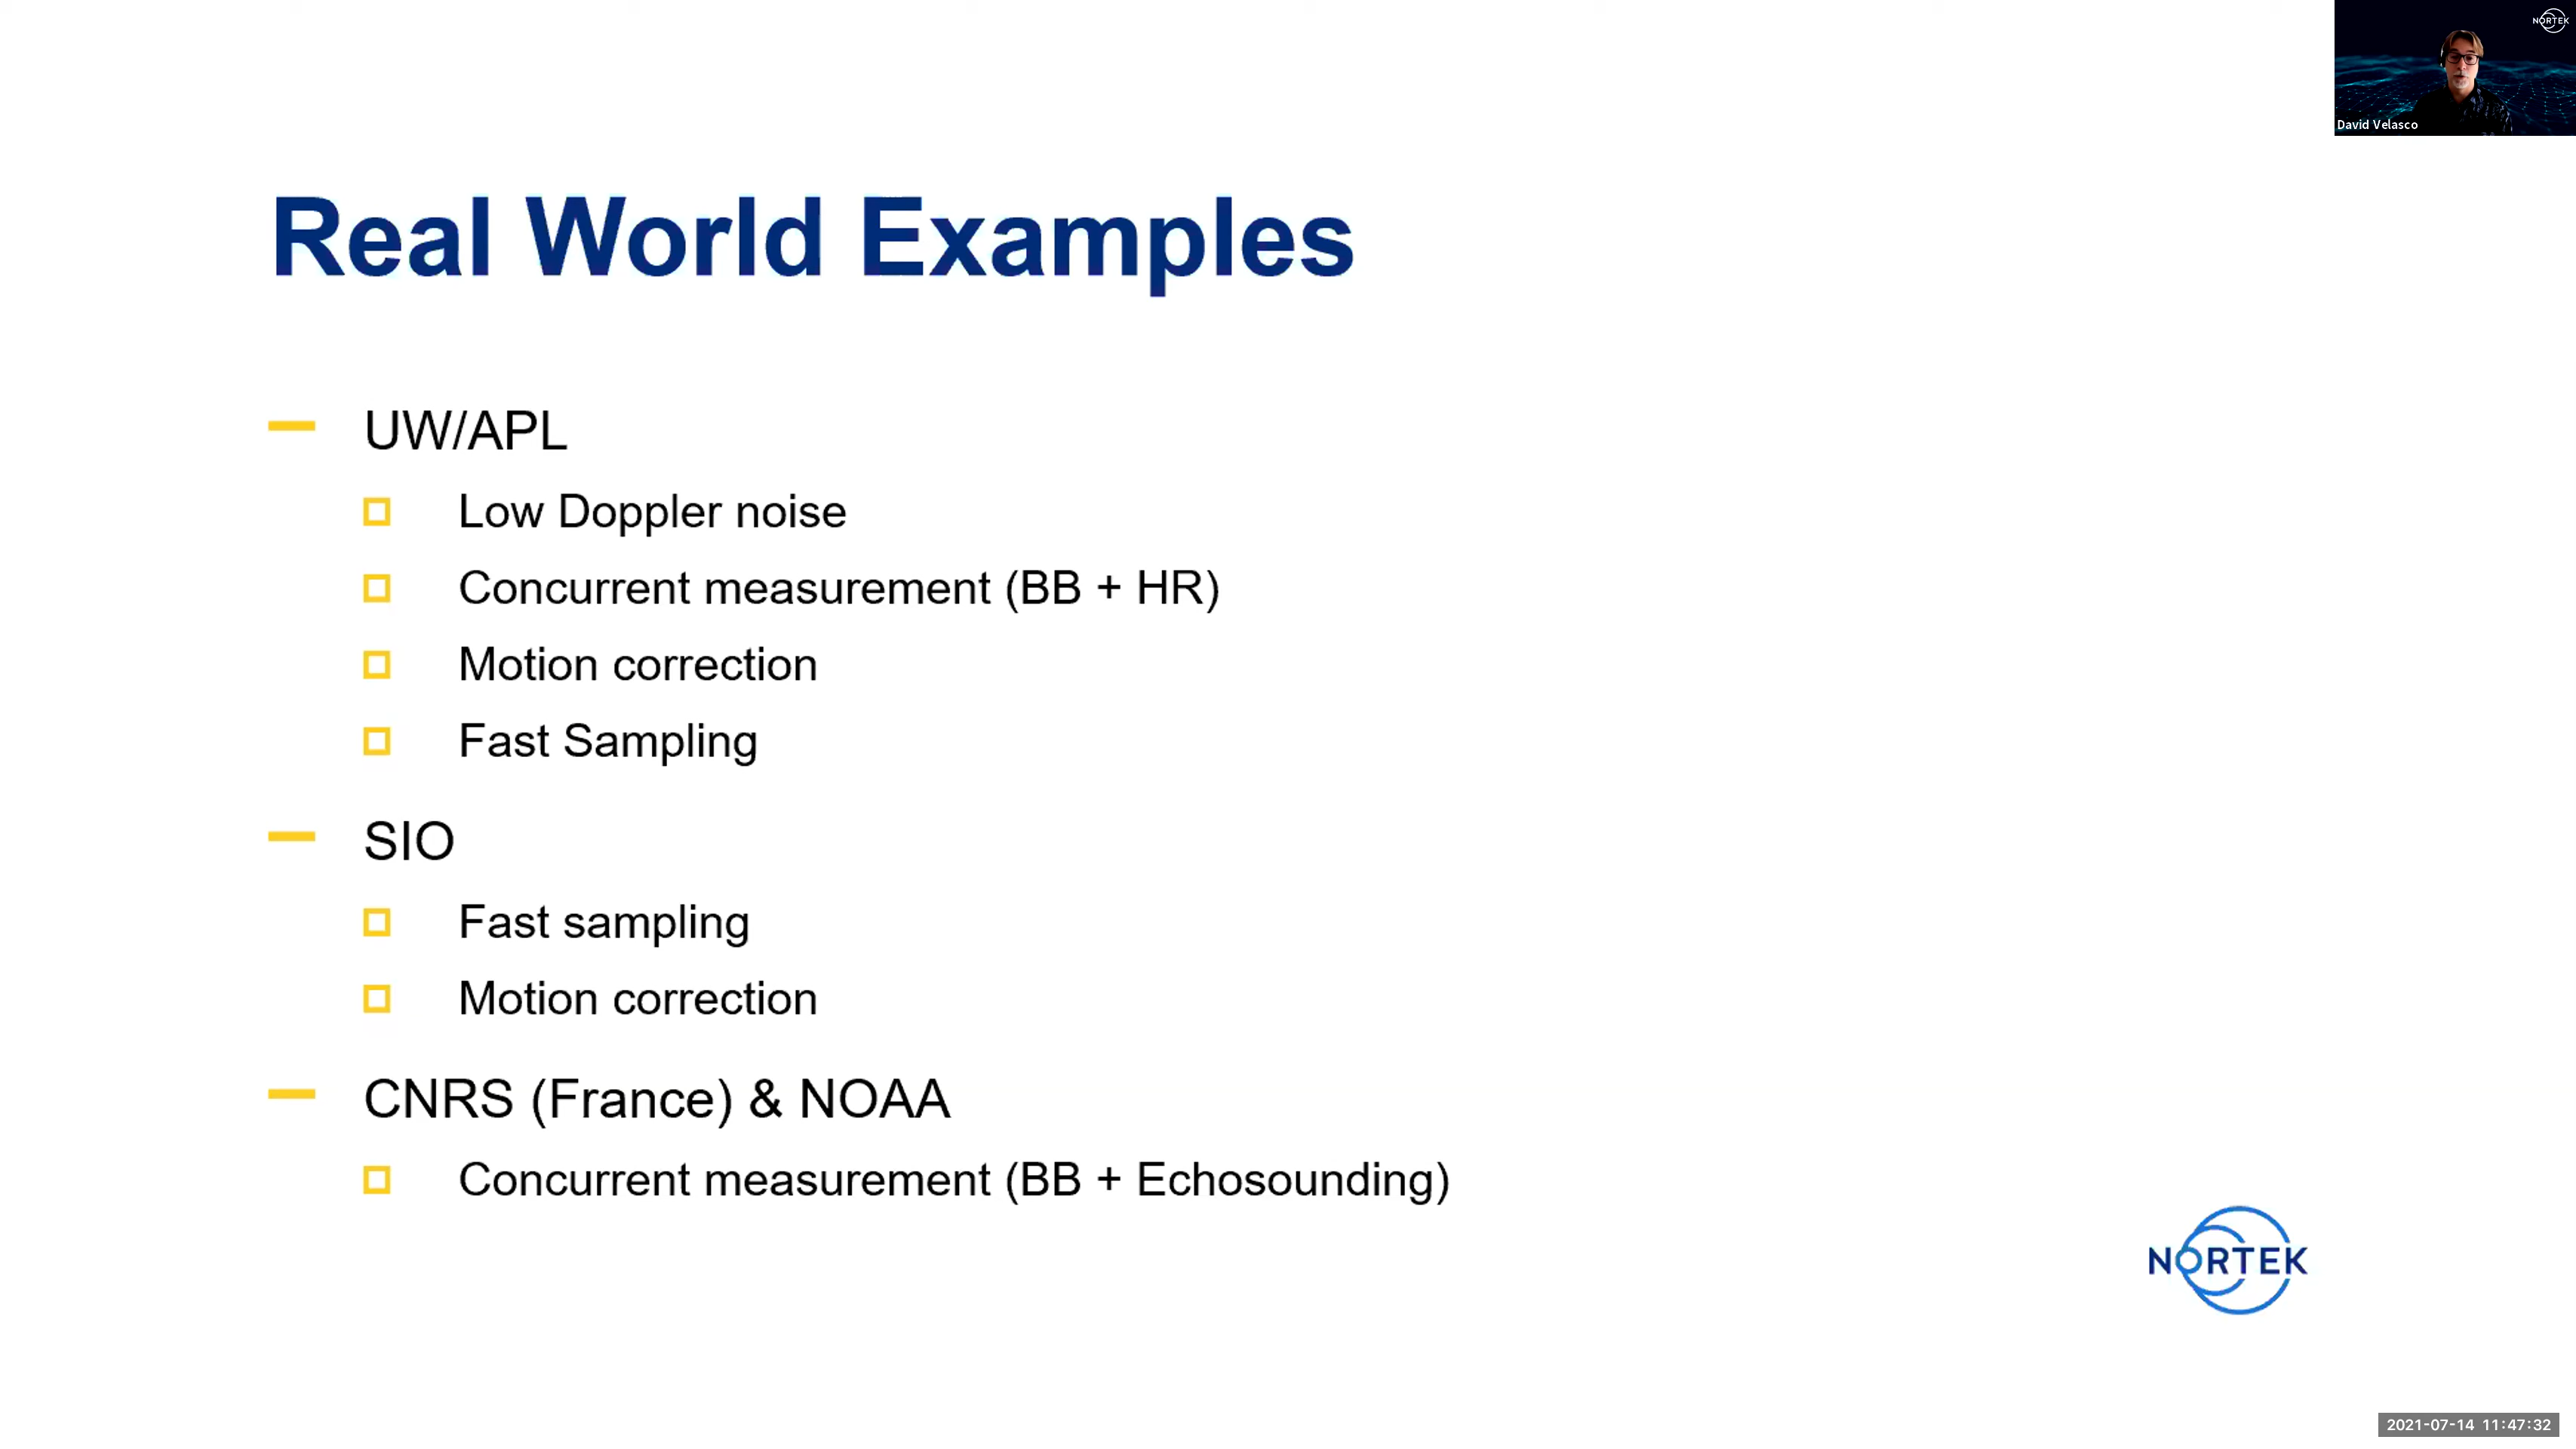 NORTEK
David Velasco
Real World Examples
UW/APL
Low Doppler noise
Concurrent measurement (BB + HR)
Motion correction
Fast Sampling
SIO
Fast sampling
Motion correction
CNRS (France) & NOAA
Concurrent measurement (BB + Echosounding)
NORTEK
2021-07-14 11:47:32